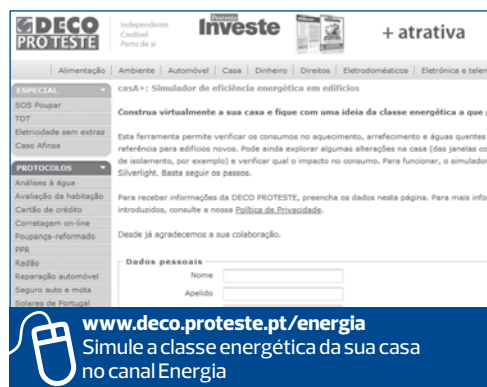 DECO
PROTESTE
Independente
Credível
Perto de si
Investe
+ atrativa
Alimentação | Ambiente | Automóvel | Casa | Dinheiro | Direitos | Eletrodomésticos | Eletrónica e telem
ESPECIAL
SOS Poupar
TDT
Eletricidade sem extras
Caso Afinsa
PROTOCOLOS
Análises à água
Avaliação da habitação
Cartão de crédito
Corretagem on-line
Poupança-reformado
PPR
Radão
Reparação automóvel
Seguro auto e mota
Solares de Portugal
casA+: Simulador de eficiência energética em edifícios
Construa virtualmente a sua casa e fique com uma ideia da classe energética a que
Esta ferramenta permite verificar os consumos no aquecimento, arrefecimento e águas quentes
referência para edifícios novos. Pode ainda explorar algumas alterações na casa (das janelas co
de isolamento, por exemplo) e verificar qual o impacto no consumo. Para funcionar, o simulador
Silverlight. Basta seguir os passos.
Para receber informações da DECO PROTESTE, preencha os dados nesta página. Para mais info
introduzidos, consulte a nossa Política de Privacidade.
Desde já agradecemos a sua colaboração.
Dados pessoais
Nome
Apelido
www.deco.proteste.pt/energia
Simule a classe energética da sua casa
no canal Energia